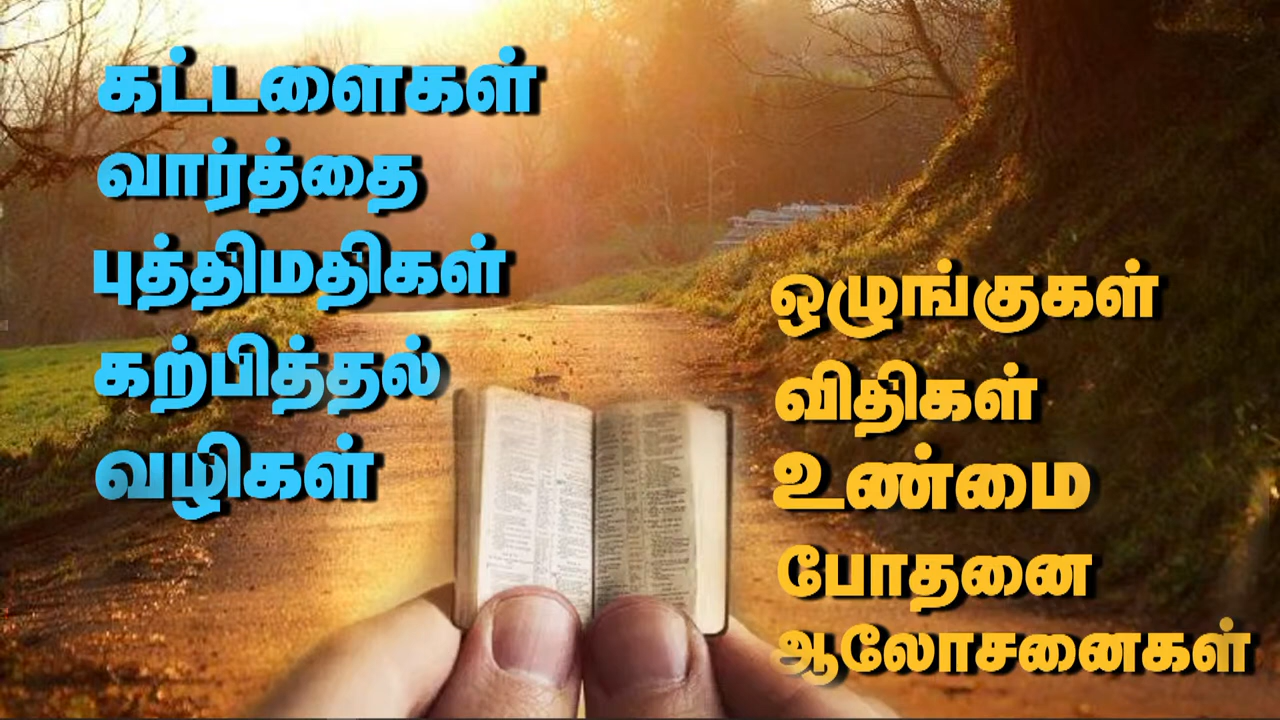 கட்டளைகள்
வார்த்தை
புத்திமதிகள்
கற்பித்தல்
வழிகள்
ஒழுங்குகள்
விதிகள்
உண்மை
போதனை
ஆலோசனைகள்